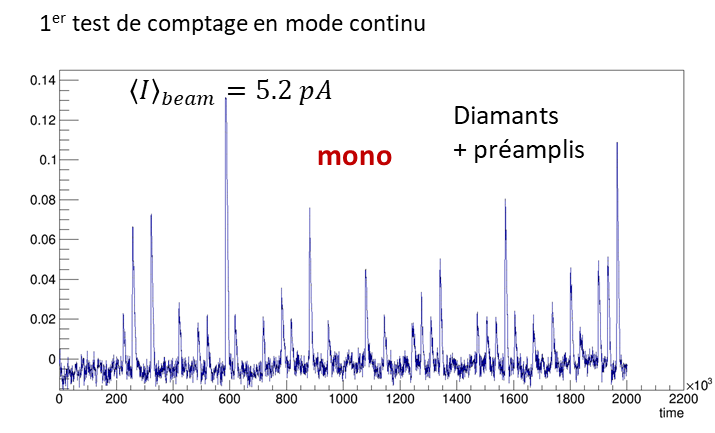 1er test de comptage en mode continu
⟨I⟩beam = 5.2 pA
Diamants
+ préamplis
mono
0.14
0.12
0.1
0.08
0.06
0.04
0.02
0
0 200 400 600 800 1000 1200 1400 1600 1800 2000 2200
×10³
time